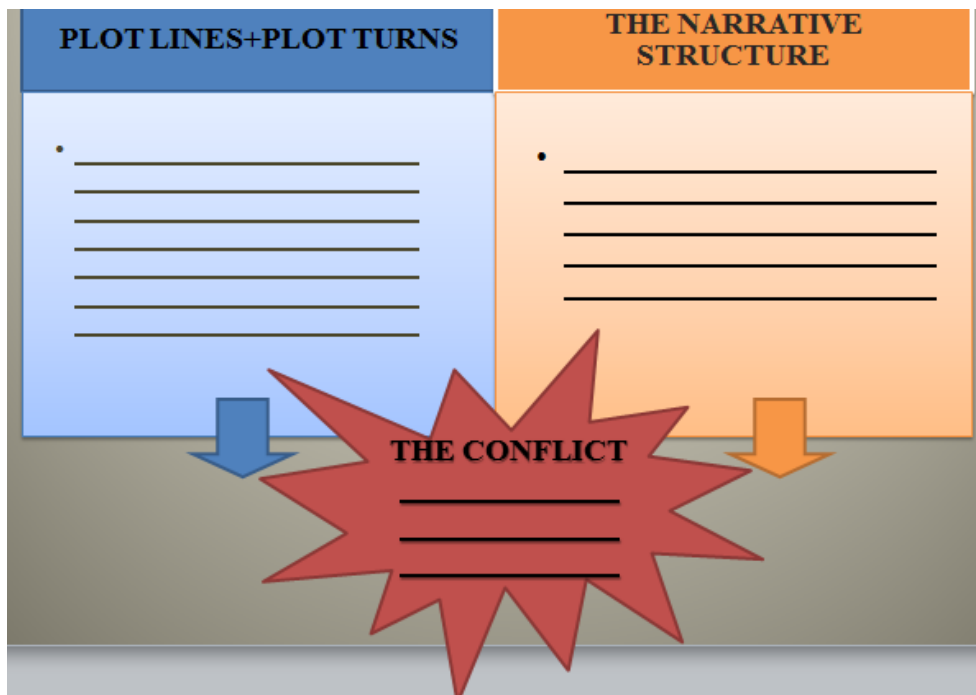 PLOT LINES+PLOT TURNS
THE NARRATIVE
STRUCTURE
THE CONFLICT